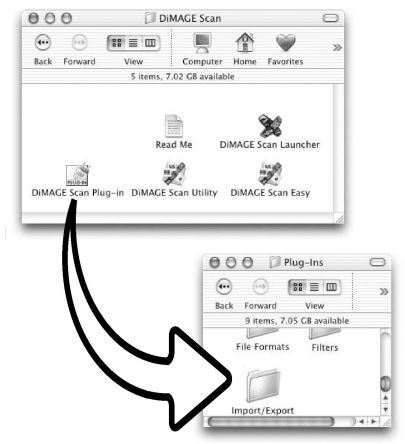 DiMAGE Scan
Back Forward View Computer Home Favorites
5 items, 7.02 GB available
Read Me DiMAGE Scan Launcher
PLUG-IN
DiMAGE Scan Plug-in DiMAGE Scan Utility DiMAGE Scan Easy
Plug-Ins
Back Forward View
9 items, 7.05 GB available
File Formats Filters
Import/Export